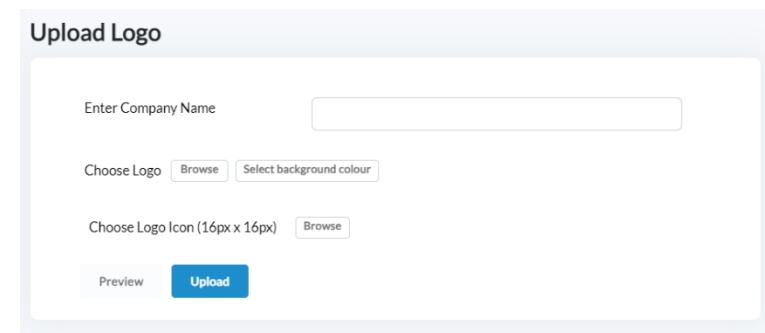 Upload Logo
Enter Company Name
Choose Logo Browse Select background colour
Choose Logo Icon (16px x 16px) Browse
Preview Upload